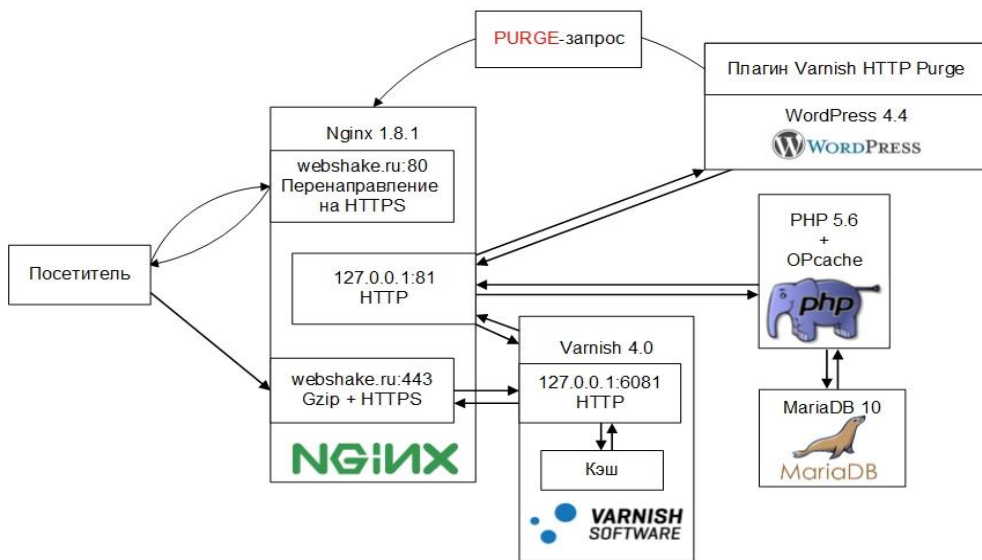 PURGE-запрос
Плагин Varnish HTTP Purge
WordPress 4.4
WORDPRESS
Nginx 1.8.1
webshake.ru:80
Перенаправление
на HTTPS
Посетитель
127.0.0.1:81
HTTP
webshake.ru:443
Gzip + HTTPS
NGINX
Varnish 4.0
127.0.0.1:6081
HTTP
Кэш
VARNISH
SOFTWARE
PHP 5.6
+
OPcache
php
MariaDB 10
MariaDB